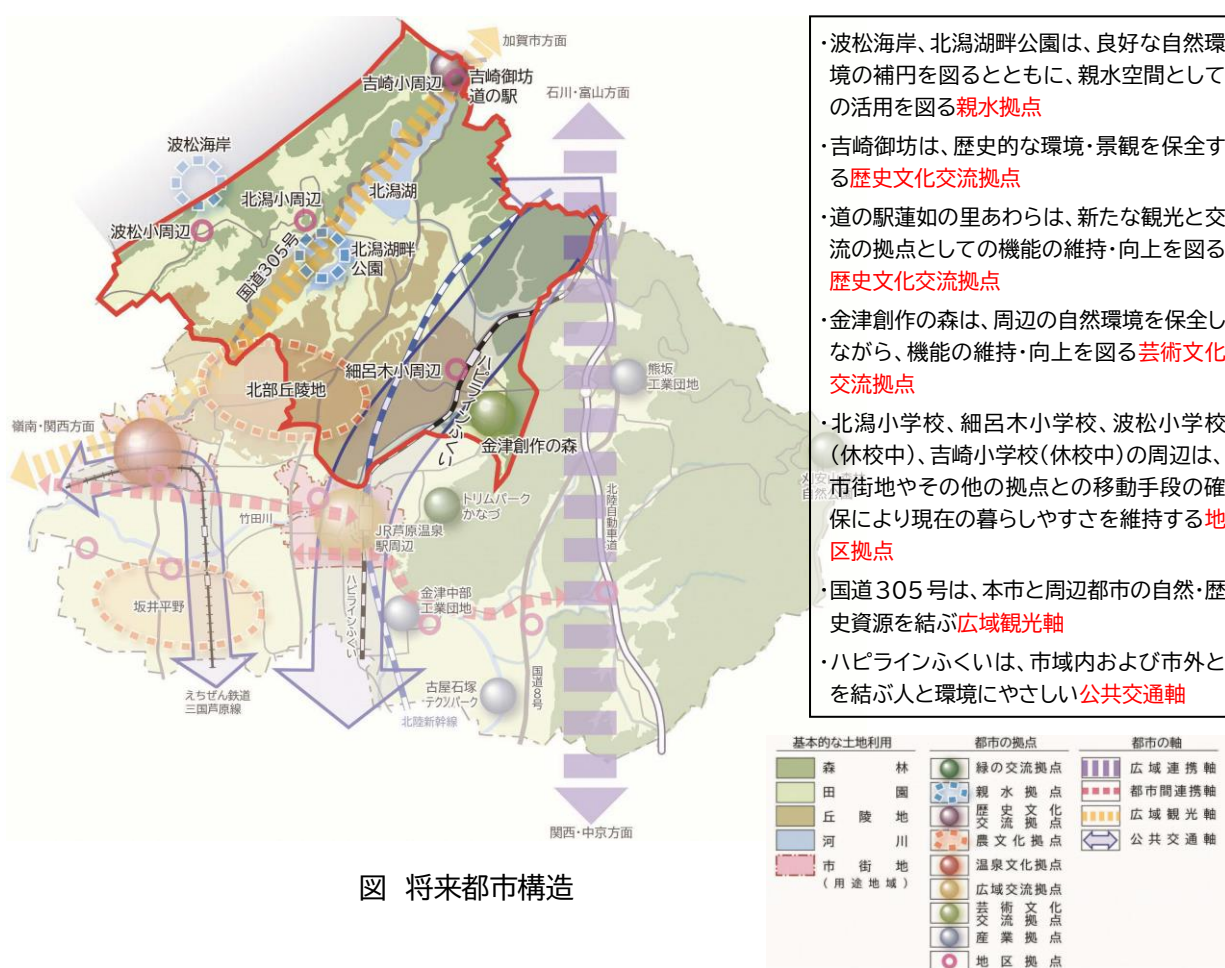 加賀市方面
吉崎小周辺
吉崎御坊
道の駅
石川・富山方面
波松海岸
北潟小周辺
北潟湖
波松小周辺
北潟湖畔
公園
国道305号
細呂木小周辺
ハピラインふくい
熊坂
工業団地
北部丘陵地
嶺南・関西方面
金津創作の森
トリムパーク
かなづ
北陸自動車道
竹田川
JR芦原温泉
駅周辺
坂井平野
ハピラインふくい
金津中部
工業団地
国道8号
古屋石塚
テクノパーク
えちぜん鉄道
三国芦原線
北陸新幹線
関西・中京方面
図 将来都市構造
・波松海岸、北潟湖畔公園は、良好な自然環
境の補円を図るとともに、親水空間として
の活用を図る親水拠点
・吉崎御坊は、歴史的な環境・景観を保全す
る歴史文化交流拠点
・道の駅蓮如の里あわらは、新たな観光と交
流の拠点としての機能の維持・向上を図る
歴史文化交流拠点
・金津創作の森は、周辺の自然環境を保全し
ながら、機能の維持・向上を図る芸術文化
交流拠点
・北潟小学校、細呂木小学校、波松小学校
(休校中)、吉崎小学校(休校中)の周辺は、
市街地やその他の拠点との移動手段の確
保により現在の暮らしやすさを維持する地
区拠点
・国道305号は、本市と周辺都市の自然・歴
史資源を結ぶ広域観光軸
・ハピラインふくいは、市域内および市外と
を結ぶ人と環境にやさしい公共交通軸
基本的な土地利用
森林
田園
丘陵地
河川
市街地
(用途地域)
都市の拠点
緑の交流拠点
親水拠点
歴史文化
交流拠点
農文化拠点
温泉文化拠点
広域交流拠点
芸術文化
交流拠点
産業拠点
地区拠点
都市の軸
広域連携軸
都市間連携軸
広域観光軸
公共交通軸